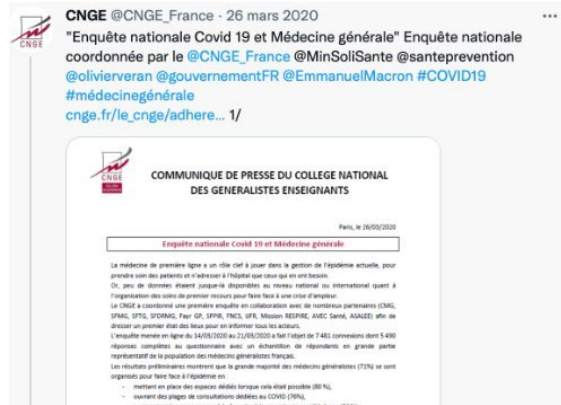 CNGE @CNGE_France · 26 mars 2020
"Enquête nationale Covid 19 et Médecine générale" Enquête nationale
coordonnée par le @CNGE_France @MinSoliSante @santeprevention
@olivierveran @gouvernementFR @EmmanuelMacron #COVID19
#médecinegénérale
cnge.fr/le_cnge/adhere... 1/
CNGE
CNGE
COMMUNIQUE DE PRESSE DU COLLEGE NATIONAL
DES GENERALISTES ENSEIGNANTS
Paris, le 26/03/2020
Enquête nationale Covid 19 et Médecine générale
La médecine de première ligne a un rôle clef à jouer dans la gestion de l'épidémie actuelle, pour
prendre soin des patients et n'adresser à l'hôpital que ceux qui en ont besoin.
Or, peu de données étaient jusque-là disponibles au niveau national ou international quant à
l'organisation des soins de premier recours pour faire face à une crise d'ampleur.
Le CNGE a coordonné une première enquête en collaboration avec de nombreux partenaires (CMG,
SFMG, SFTG, SFDRMG, Fayr GP, SPPIR, FNCS, UFR, Mission RESPIRE, AVEC Santé, ASALEE) afin de
dresser un premier état des lieux pour en informer tous les acteurs.
L'enquête menée en ligne du 14/03/2020 au 21/03/2020 a fait l'objet de 7 481 connexions dont 5 490
réponses complètes au questionnaire avec un échantillon de répondants en grande partie
représentatif de la population des médecins généralistes français.
Les résultats préliminaires montrent que la grande majorité des médecins généralistes (71%) se sont
organisés pour faire face à l'épidémie en :
- mettant en place des espaces dédiés lorsque cela était possible (80 %),
- ouvrant des plages de consultations dédiées au COVID (76%),